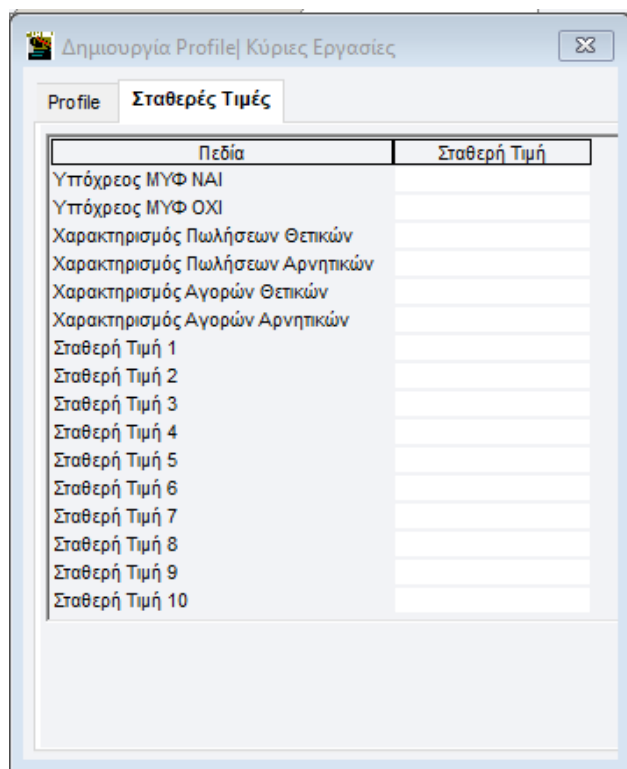 Δημιουργία Profile| Κύριες Εργασίες
Profile Σταθερές Τιμές
Πεδία Σταθερή Τιμή
Υπόχρεος ΜΥΦ ΝΑΙ
Υπόχρεος ΜΥΦ ΟΧΙ
Χαρακτηρισμός Πωλήσεων Θετικών
Χαρακτηρισμός Πωλήσεων Αρνητικών
Χαρακτηρισμός Αγορών Θετικών
Χαρακτηρισμός Αγορών Αρνητικών
Σταθερή Τιμή 1
Σταθερή Τιμή 2
Σταθερή Τιμή 3
Σταθερή Τιμή 4
Σταθερή Τιμή 5
Σταθερή Τιμή 6
Σταθερή Τιμή 7
Σταθερή Τιμή 8
Σταθερή Τιμή 9
Σταθερή Τιμή 10